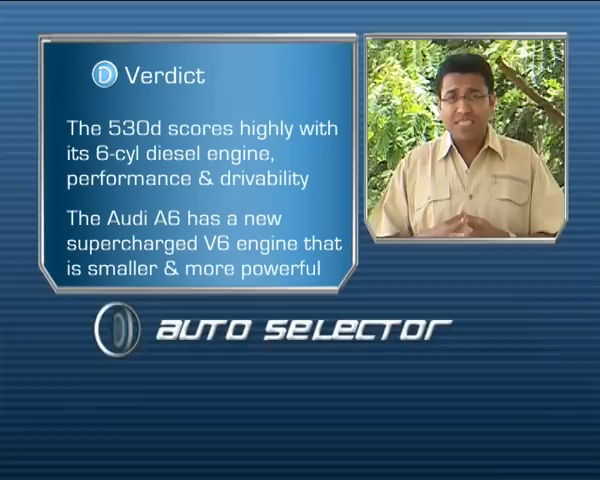 D Verdict
The 530d scores highly with
its 6-cyl diesel engine,
performance & drivability
The Audi A6 has a new
supercharged V6 engine that
is smaller & more powerful
AUTO SELECTOR